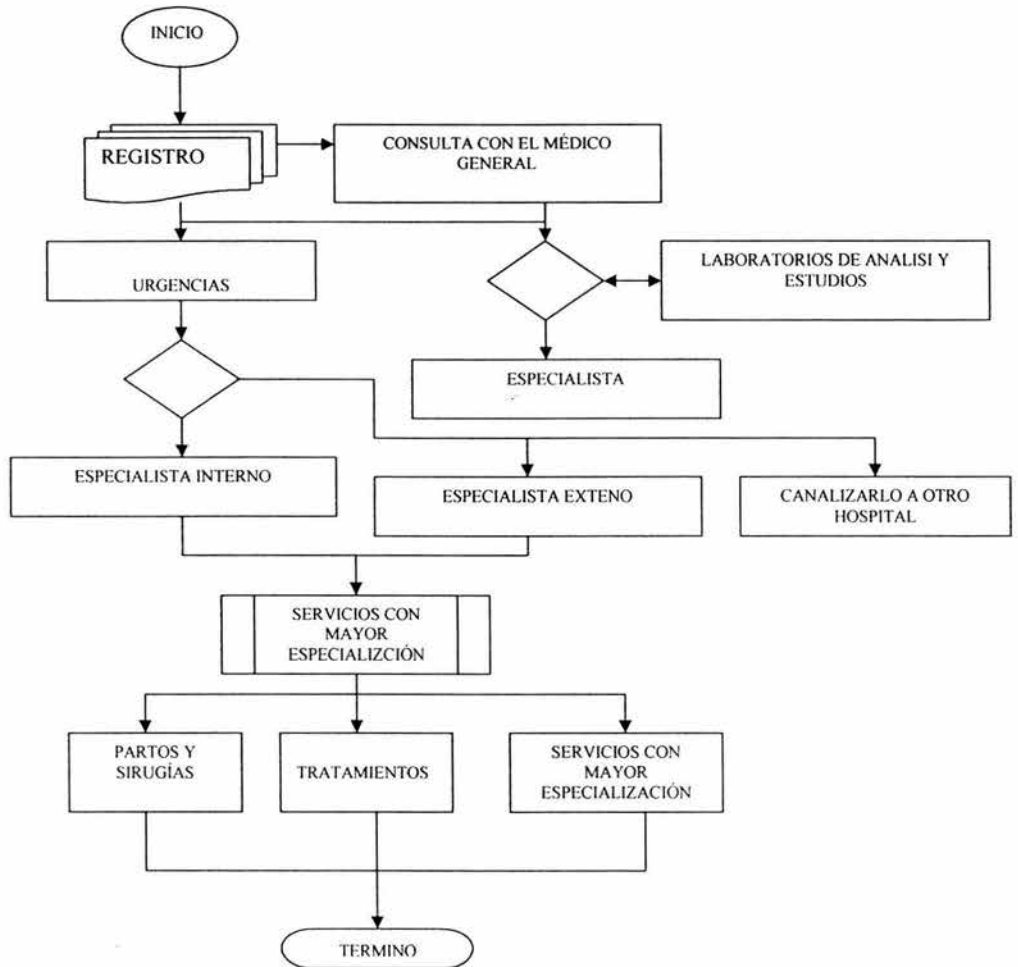 INICIO
REGISTRO
CONSULTA CON EL MÉDICO
GENERAL
URGENCIAS
LABORATORIOS DE ANALISI Y
ESTUDIOS
ESPECIALISTA
ESPECIALISTA INTERNO
ESPECIALISTA EXTENO
CANALIZARLO A OTRO
HOSPITAL
SERVICIOS CON
MAYOR
ESPECIALIZCIÓN
PARTOS Y
SIRUGÍAS
TRATAMIENTOS
SERVICIOS CON
MAYOR
ESPECIALIZACIÓN
TERMINO